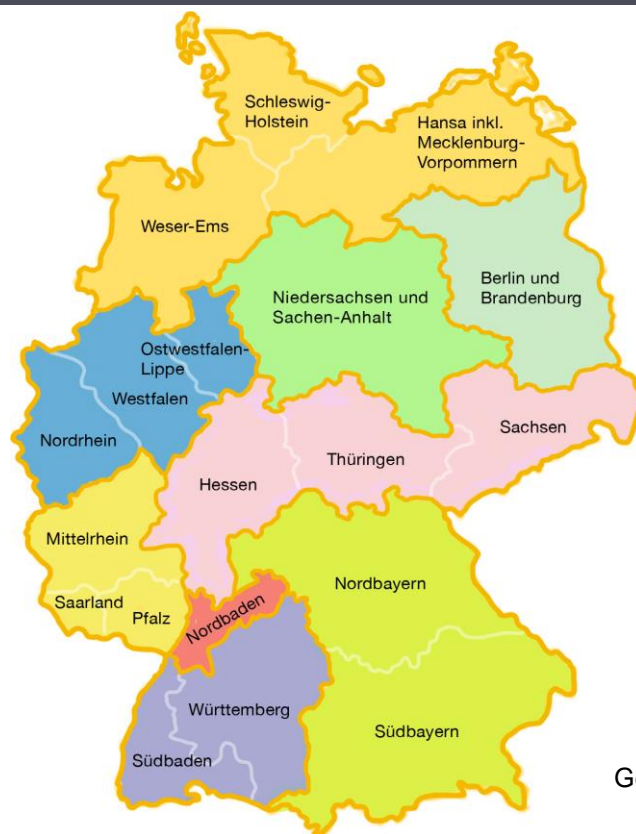 Schleswig-
Holstein
Hansa inkl.
Mecklenburg-
Vorpommern
Weser-Ems
Niedersachsen und
Sachen-Anhalt
Berlin und
Brandenburg
Ostwestfalen-
Lippe
Westfalen
Nordrhein
Hessen
Thüringen
Sachsen
Mittelrhein
Saarland
Pfalz
Nordbaden
Nordbayern
Württemberg
Südbaden
Südbayern